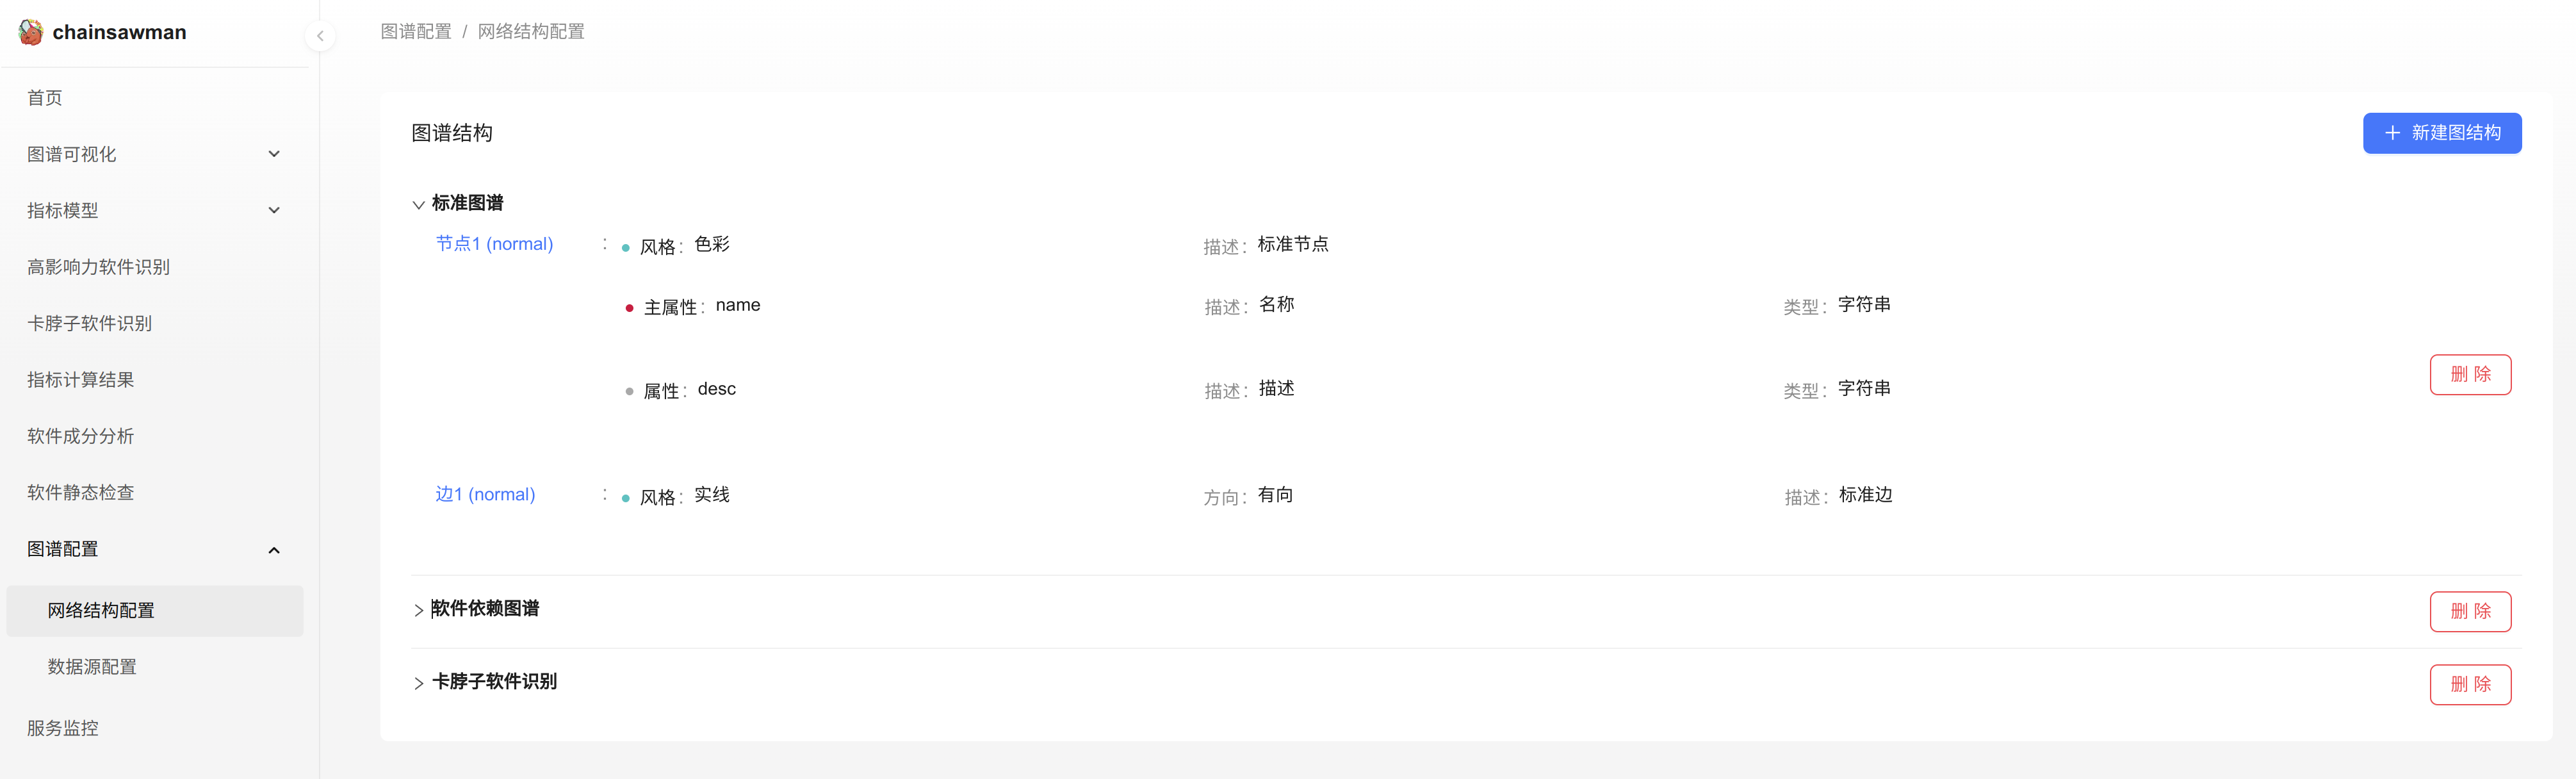 chainsawman
首页
图谱可视化
指标模型
高影响力软件识别
卡脖子软件识别
指标计算结果
软件成分分析
软件静态检查
图谱配置
网络结构配置
数据源配置
服务监控
图谱配置 / 网络结构配置
图谱结构
+ 新建图结构
标准图谱
节点1 (normal) : 风格: 色彩 描述: 标准节点
主属性: name 描述: 名称 类型: 字符串
属性: desc 描述: 描述 类型: 字符串
删 除
边1 (normal) : 风格: 实线 方向: 有向 描述: 标准边
软件依赖图谱 删 除
卡脖子软件识别 删 除